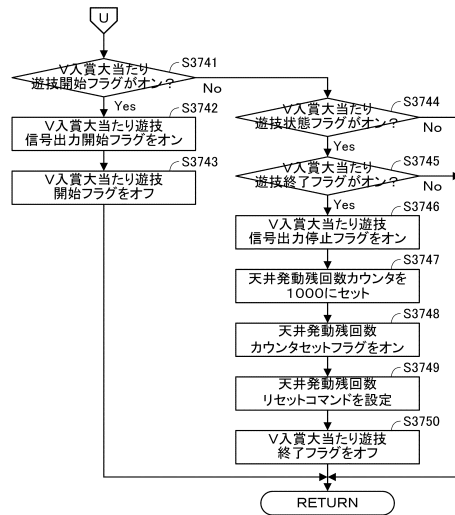 U
S3741
V入賞大当たり
遊技開始フラグがオン?
No
Yes
S3742
V入賞大当たり遊技
信号出力開始フラグをオン
S3743
V入賞大当たり遊技
開始フラグをオフ
S3744
V入賞大当たり
遊技状態フラグがオン?
No
Yes
S3745
V入賞大当たり
遊技終了フラグがオン?
No
Yes
S3746
V入賞大当たり遊技
信号出力停止フラグをオン
S3747
天井発動残回数カウンタを
1000にセット
S3748
天井発動残回数
カウンタセットフラグをオン
S3749
天井発動残回数
リセットコマンドを設定
S3750
V入賞大当たり遊技
終了フラグをオフ
RETURN